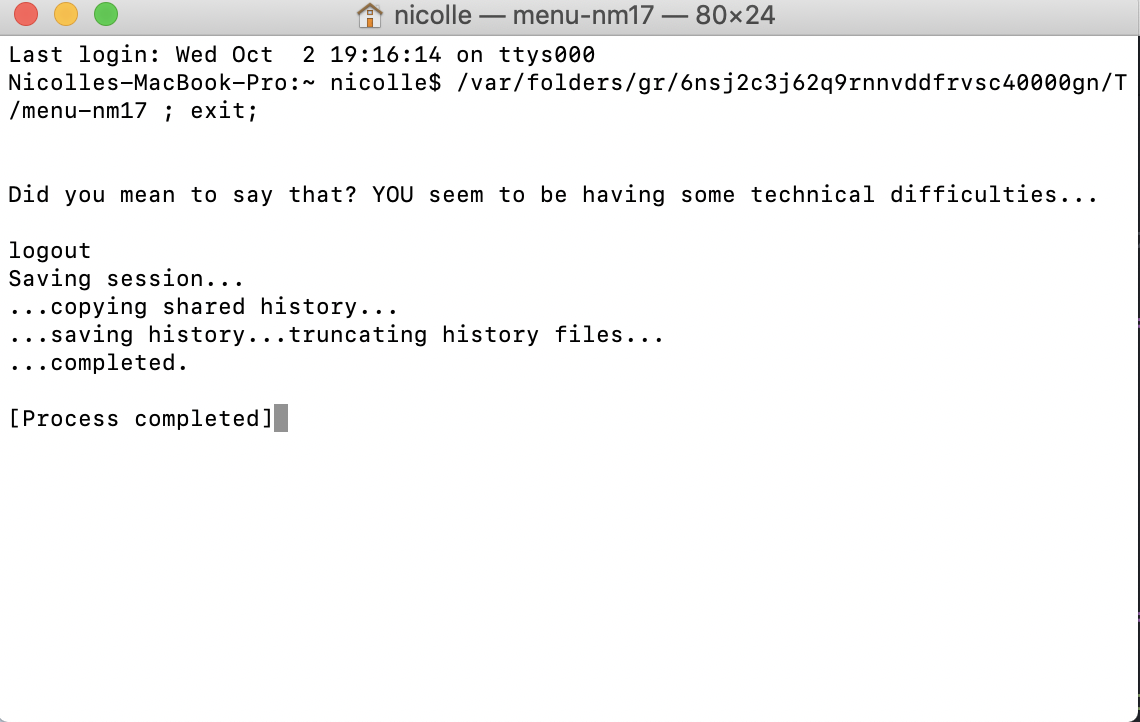 nicolle — menu-nm17 — 80×24
Last login: Wed Oct  2 19:16:14 on ttys000
Nicolles-MacBook-Pro:~ nicolle$ /var/folders/gr/6nsj2c3j62q9rnnvddfrvsc40000gn/T
/menu-nm17 ; exit;
Did you mean to say that? YOU seem to be having some technical difficulties...
logout
Saving session...
...copying shared history...
...saving history...truncating history files...
...completed.
[Process completed]